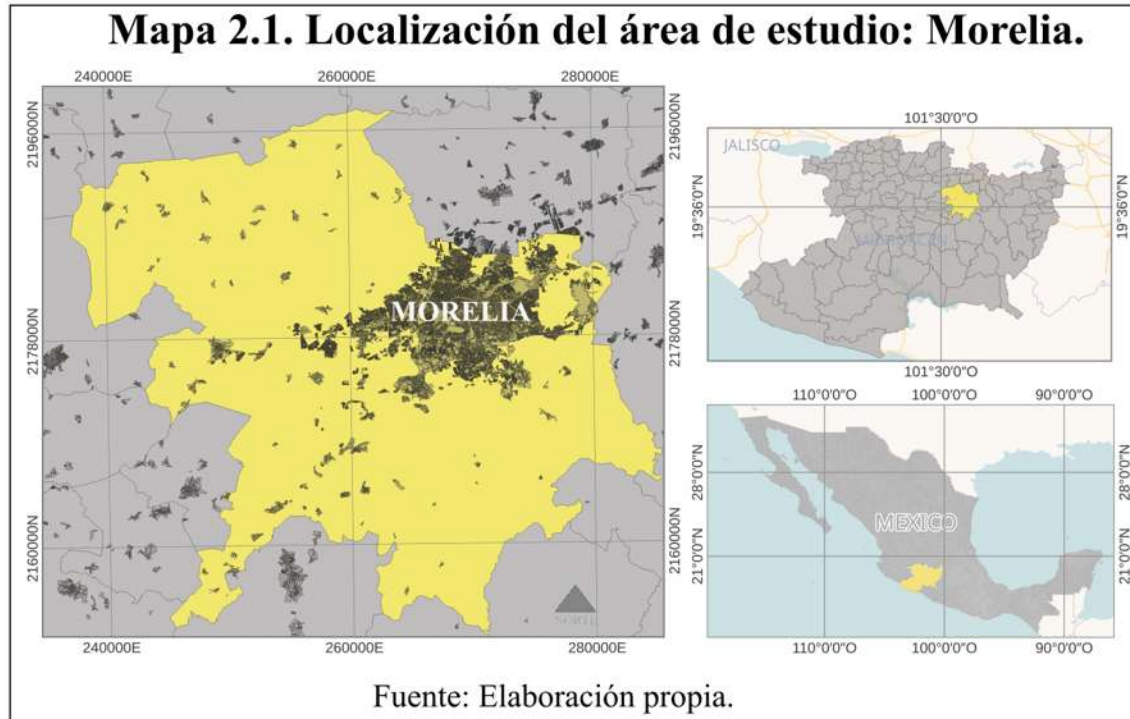 Mapa 2.1. Localización del área de estudio: Morelia.
240000E 260000E 280000E
2196000N 2196000N
2178000N 2178000N
2160000N 2160000N
MORELIA
240000E 260000E 280000E
101°30'0"O
JALISCO
19°36'0"N 19°36'0"N
101°30'0"O
110°0'0"O 100°0'0"O 90°0'0"O
28°0'0"N 28°0'0"N
MEXICO
21°0'0"N 21°0'0"N
110°0'0"O 100°0'0"O 90°0'0"O
Fuente: Elaboración propia.